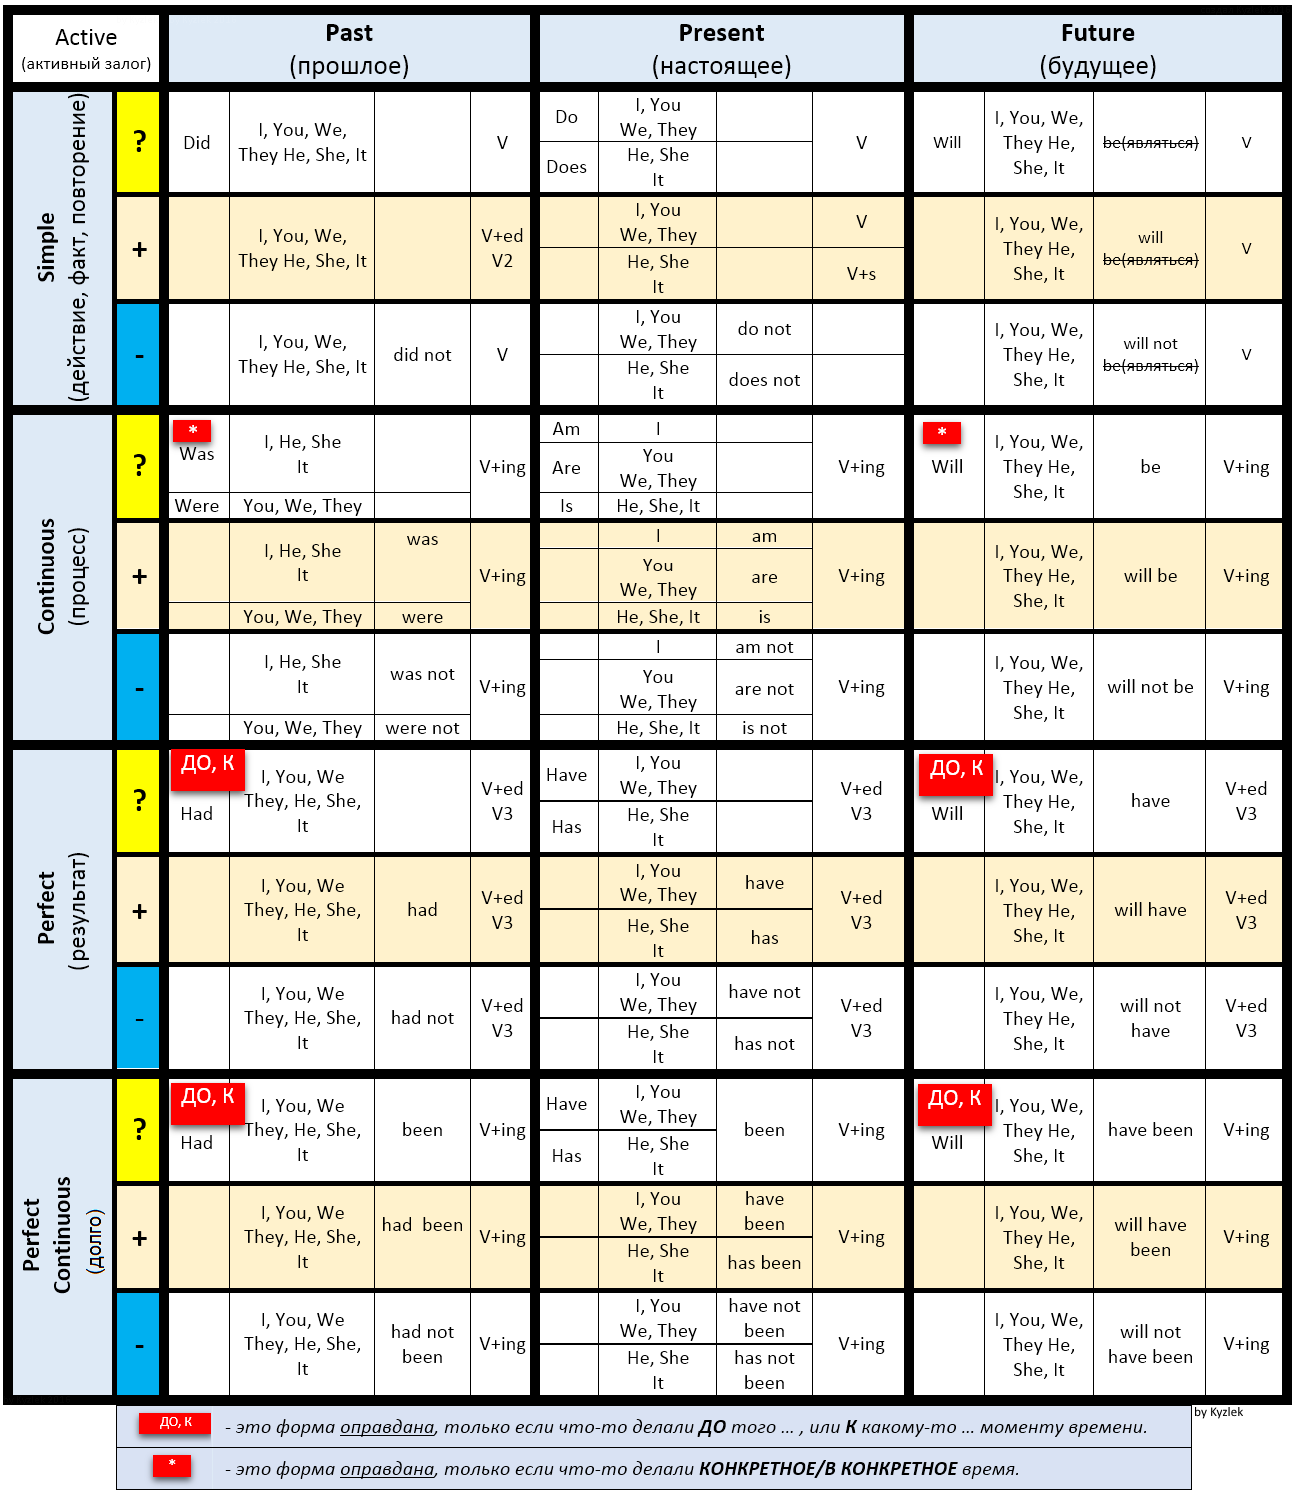 Active
(активный залог)
Past
(прошлое)
Present
(настоящее)
Future
(будущее)
Simple
(действие, факт, повторение)
?
Did
I, You, We,
They He, She, It
V
Do
I, You
We, They
Does
He, She
It
V
Will
I, You, We,
They He,
She, It
be(являться)
V
+
I, You, We,
They He, She, It
V+ed
V2
I, You
We, They
V
He, She
It
V+s
I, You, We,
They He,
She, It
will
be(являться)
V
-
I, You, We,
They He, She, It
did not
V
I, You
We, They
do not
He, She
It
does not
I, You, We,
They He,
She, It
will not
be(являться)
V
Continuous
(процесс)
?
*
Was
I, He, She
It
Were
You, We, They
V+ing
Am
I
Are
You
We, They
Is
He, She, It
V+ing
*
Will
I, You, We,
They He,
She, It
be
V+ing
+
I, He, She
It
was
You, We, They
were
V+ing
I
am
You
We, They
are
He, She, It
is
V+ing
I, You, We,
They He,
She, It
will be
V+ing
-
I, He, She
It
was not
You, We, They
were not
V+ing
I
am not
You
We, They
are not
He, She, It
is not
V+ing
I, You, We,
They He,
She, It
will not be
V+ing
Perfect
(результат)
?
ДО, К
Had
I, You, We
They, He, She,
It
V+ed
V3
Have
I, You
We, They
Has
He, She
It
V+ed
V3
ДО, К
Will
I, You, We,
They He,
She, It
have
V+ed
V3
+
I, You, We
They, He, She,
It
had
V+ed
V3
I, You
We, They
have
He, She
It
has
V+ed
V3
I, You, We,
They He,
She, It
will have
V+ed
V3
-
I, You, We
They, He, She,
It
had not
V+ed
V3
I, You
We, They
have not
He, She
It
has not
V+ed
V3
I, You, We,
They He,
She, It
will not
have
V+ed
V3
Perfect
Continuous
(долго)
?
ДО, К
Had
I, You, We
They, He, She,
It
been
V+ing
Have
I, You
We, They
Has
He, She
It
been
V+ing
ДО, К
Will
I, You, We,
They He,
She, It
have been
V+ing
+
I, You, We
They, He, She,
It
had been
V+ing
I, You
We, They
have
been
He, She
It
has been
V+ing
I, You, We,
They He,
She, It
will have
been
V+ing
-
I, You, We
They, He, She,
It
had not
been
V+ing
I, You
We, They
have not
been
He, She
It
has not
been
V+ing
I, You, We,
They He,
She, It
will not
have been
V+ing
by Kyzlek
ДО, К - это форма оправдана, только если что-то делали ДО того ... , или К какому-то ... моменту времени.
* - это форма оправдана, только если что-то делали КОНКРЕТНОЕ/В КОНКРЕТНОЕ время.